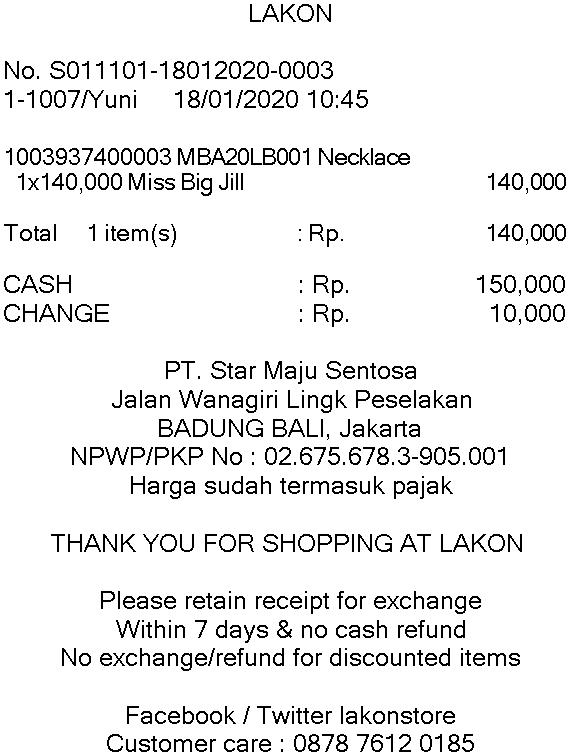 LAKON
No. S011101-18012020-0003
1-1007/Yuni 18/01/2020 10:45
1003937400003 MBA20LB001 Necklace
1x140,000 Miss Big Jill 140,000
Total 1 item(s) : Rp. 140,000
CASH : Rp. 150,000
CHANGE : Rp. 10,000
PT. Star Maju Sentosa
Jalan Wanagiri Lingk Peselakan
BADUNG BALI, Jakarta
NPWP/PKP No : 02.675.678.3-905.001
Harga sudah termasuk pajak
THANK YOU FOR SHOPPING AT LAKON
Please retain receipt for exchange
Within 7 days & no cash refund
No exchange/refund for discounted items
Facebook / Twitter lakonstore
Customer care : 0878 7612 0185